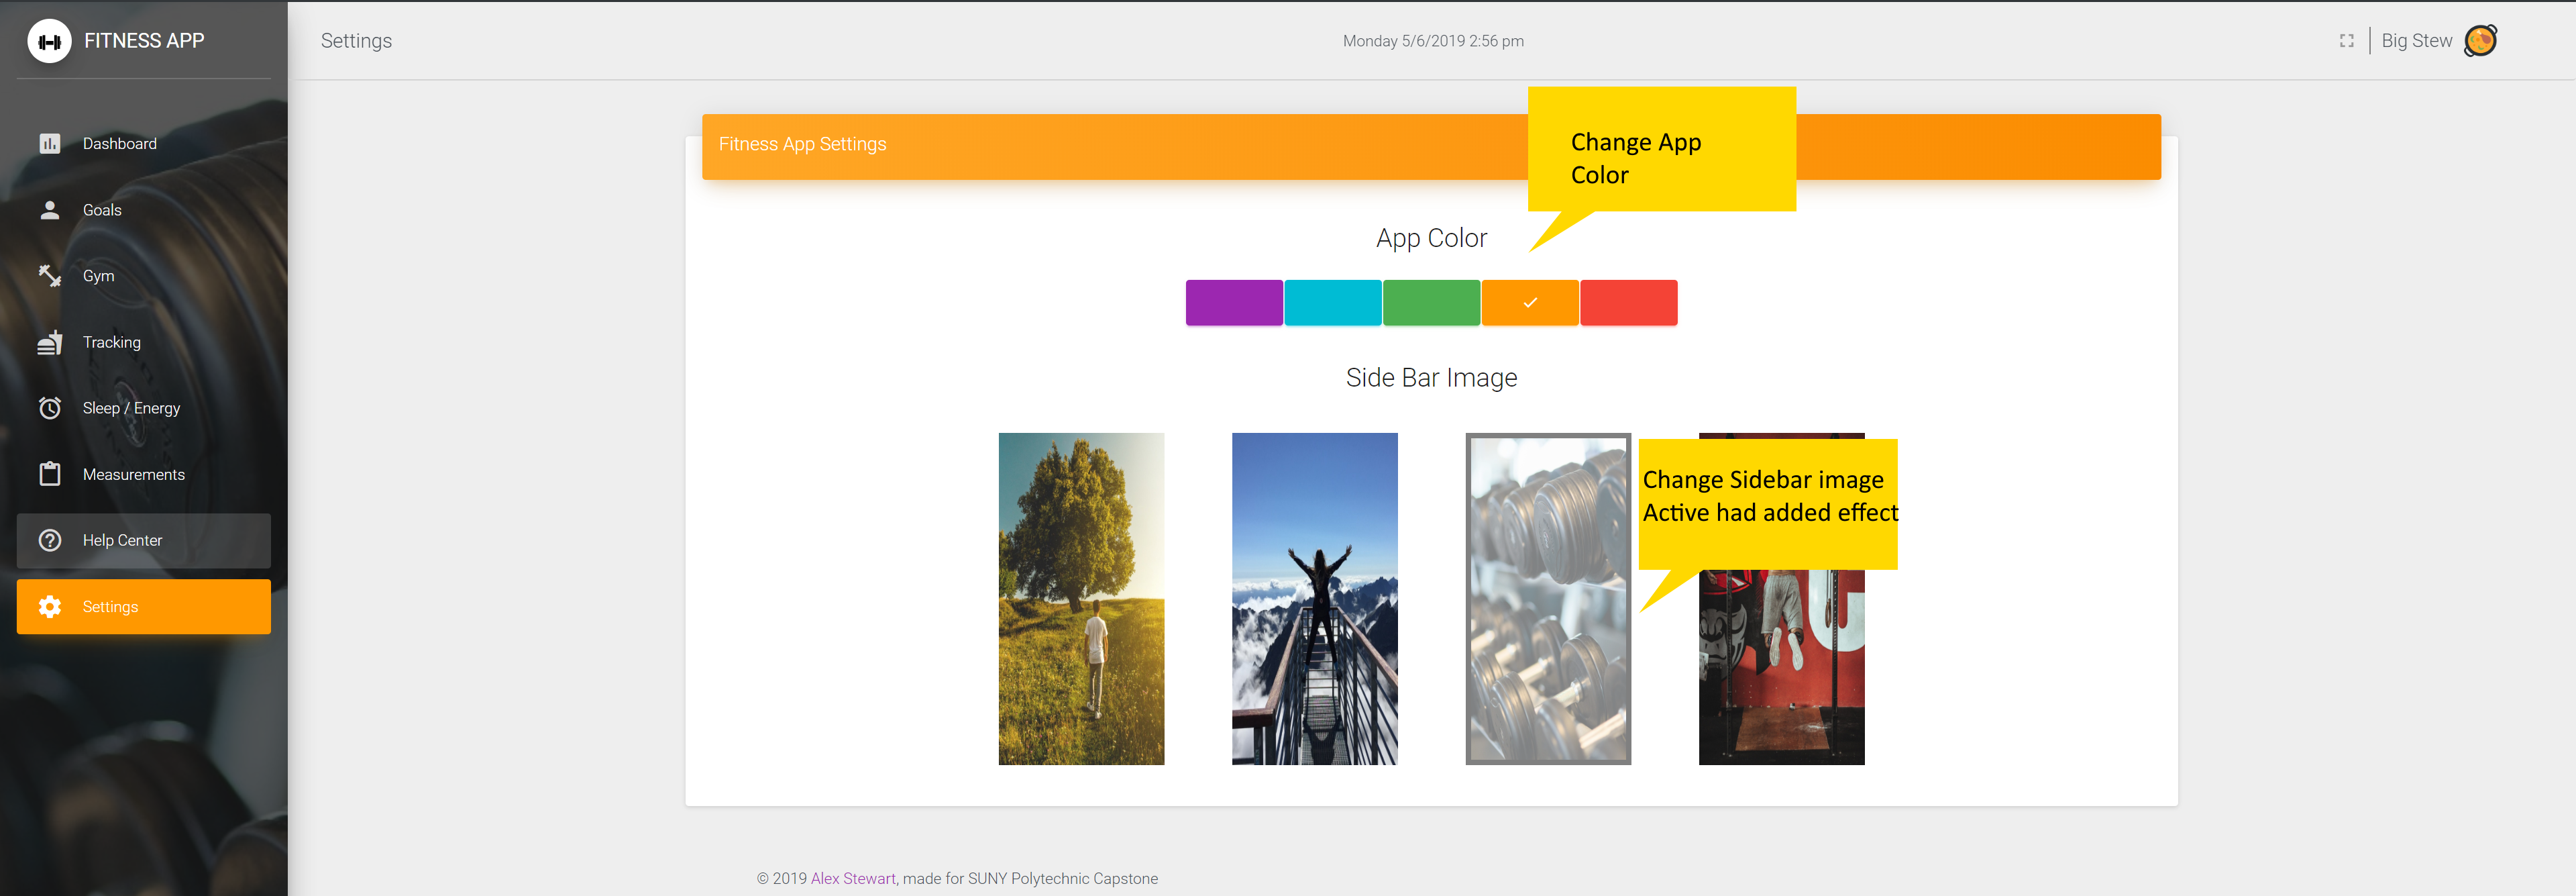 FITNESS APP
Settings
Monday 5/6/2019 2:56 pm
Big Stew
Dashboard
Goals
Gym
Tracking
Sleep / Energy
Measurements
Help Center
Settings
Fitness App Settings
Change App
Color
App Color
Side Bar Image
Change Sidebar image
Active had added effect
© 2019 Alex Stewart, made for SUNY Polytechnic Capstone